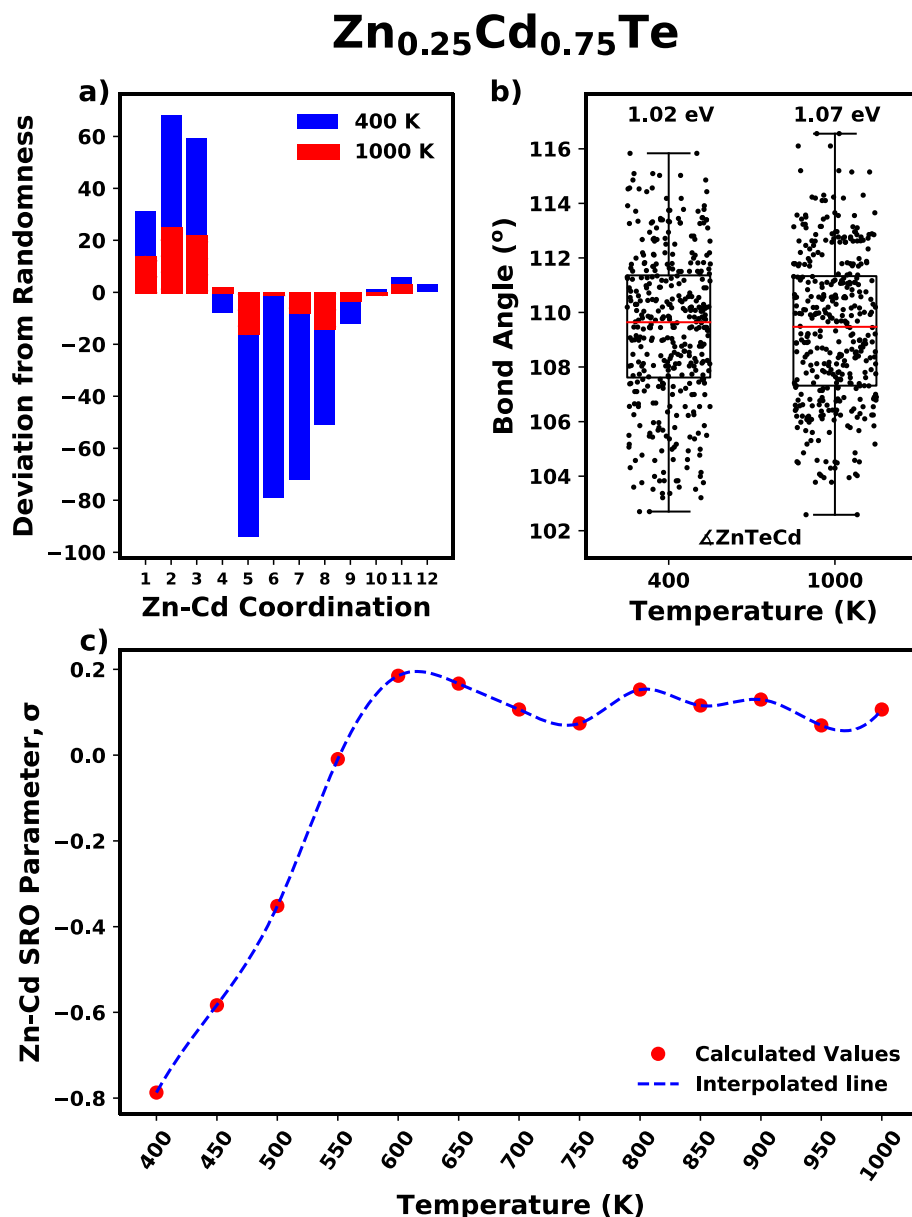 Zn₀.₂₅Cd₀.₇₅Te
a)
Deviation from Randomness
60
40
20
0
−20
−40
−60
−80
−100
400 K
1000 K
1 2 3 4 5 6 7 8 9 10 11 12
Zn-Cd Coordination
b)
Bond Angle (⁰)
116
114
112
110
108
106
104
102
1.02 eV 1.07 eV
∡ZnTeCd
400 1000
Temperature (K)
c)
Zn-Cd SRO Parameter, σ
0.2
0.0
−0.2
−0.4
−0.6
−0.8
Calculated Values
Interpolated line
400 450 500 550 600 650 700 750 800 850 900 950 1000
Temperature (K)